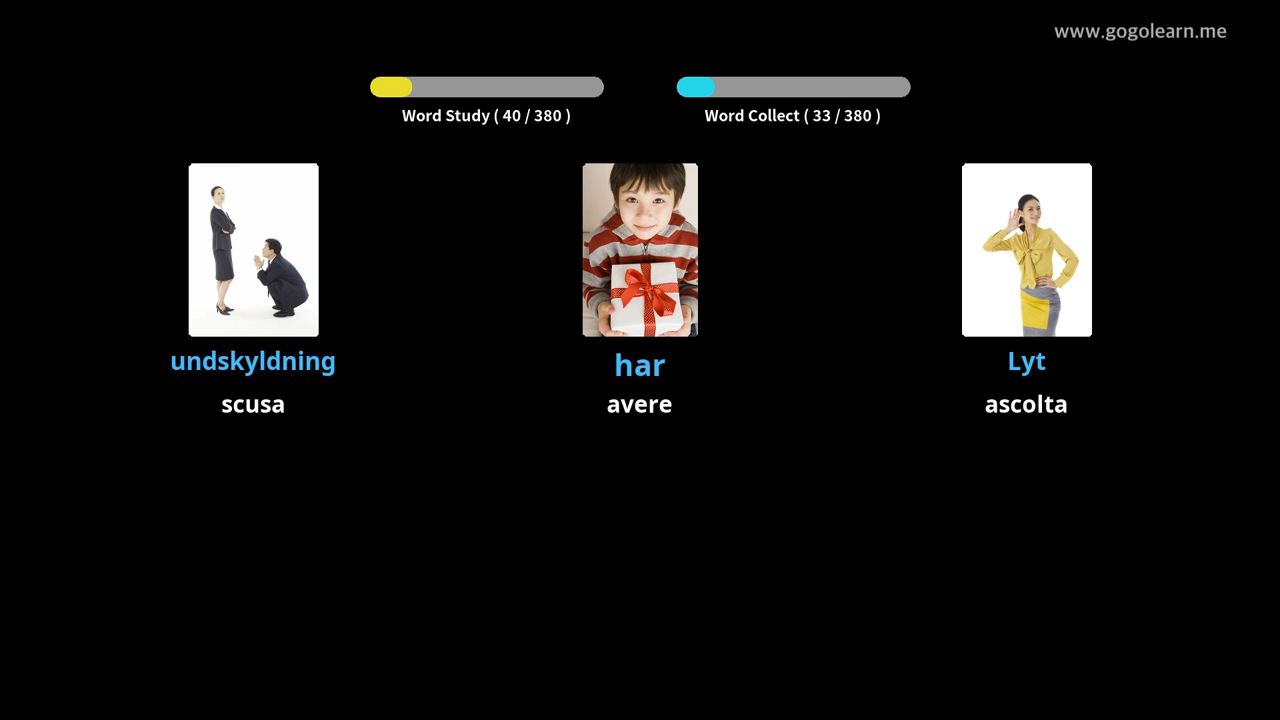 www.gogolearn.me
Word Study ( 40 / 380 )
Word Collect ( 33 / 380 )
undskyldning
har
Lyt
scusa
avere
ascolta